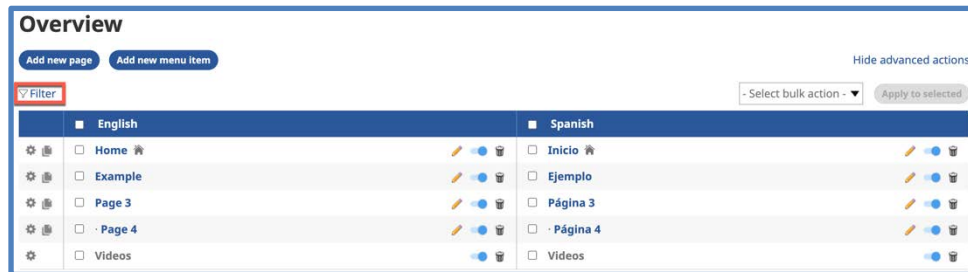 Overview
Add new page Add new menu item Hide advanced actions
Filter - Select bulk action - Apply to selected
English Spanish
Home Inicio
Example Ejemplo
Page 3 Página 3
· Page 4 · Página 4
Videos Videos